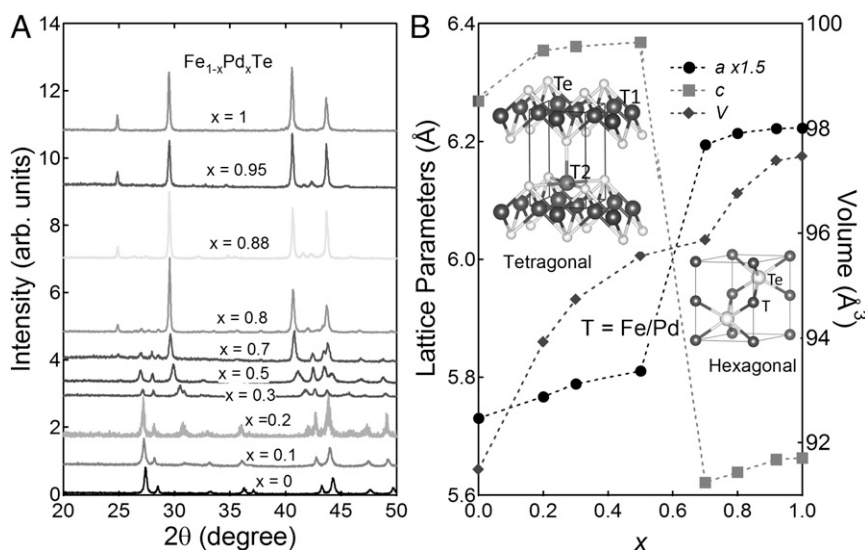 A
Fe1-xPdxTe
x = 1
x = 0.95
x = 0.88
x = 0.8
x = 0.7
x = 0.5
x = 0.3
x =0.2
x = 0.1
x = 0
14
12
10
8
6
4
2
0
Intensity (arb. units)
20 25 30 35 40 45 50
2θ (degree)
B
6.4
6.2
6.0
5.8
5.6
Lattice Parameters (Å)
100
98
96
94
92
Volume (Å3)
a x1.5
c
V
Te
T1
T2
Tetragonal
T = Fe/Pd
Te
T
Hexagonal
0.0 0.2 0.4 0.6 0.8 1.0
x